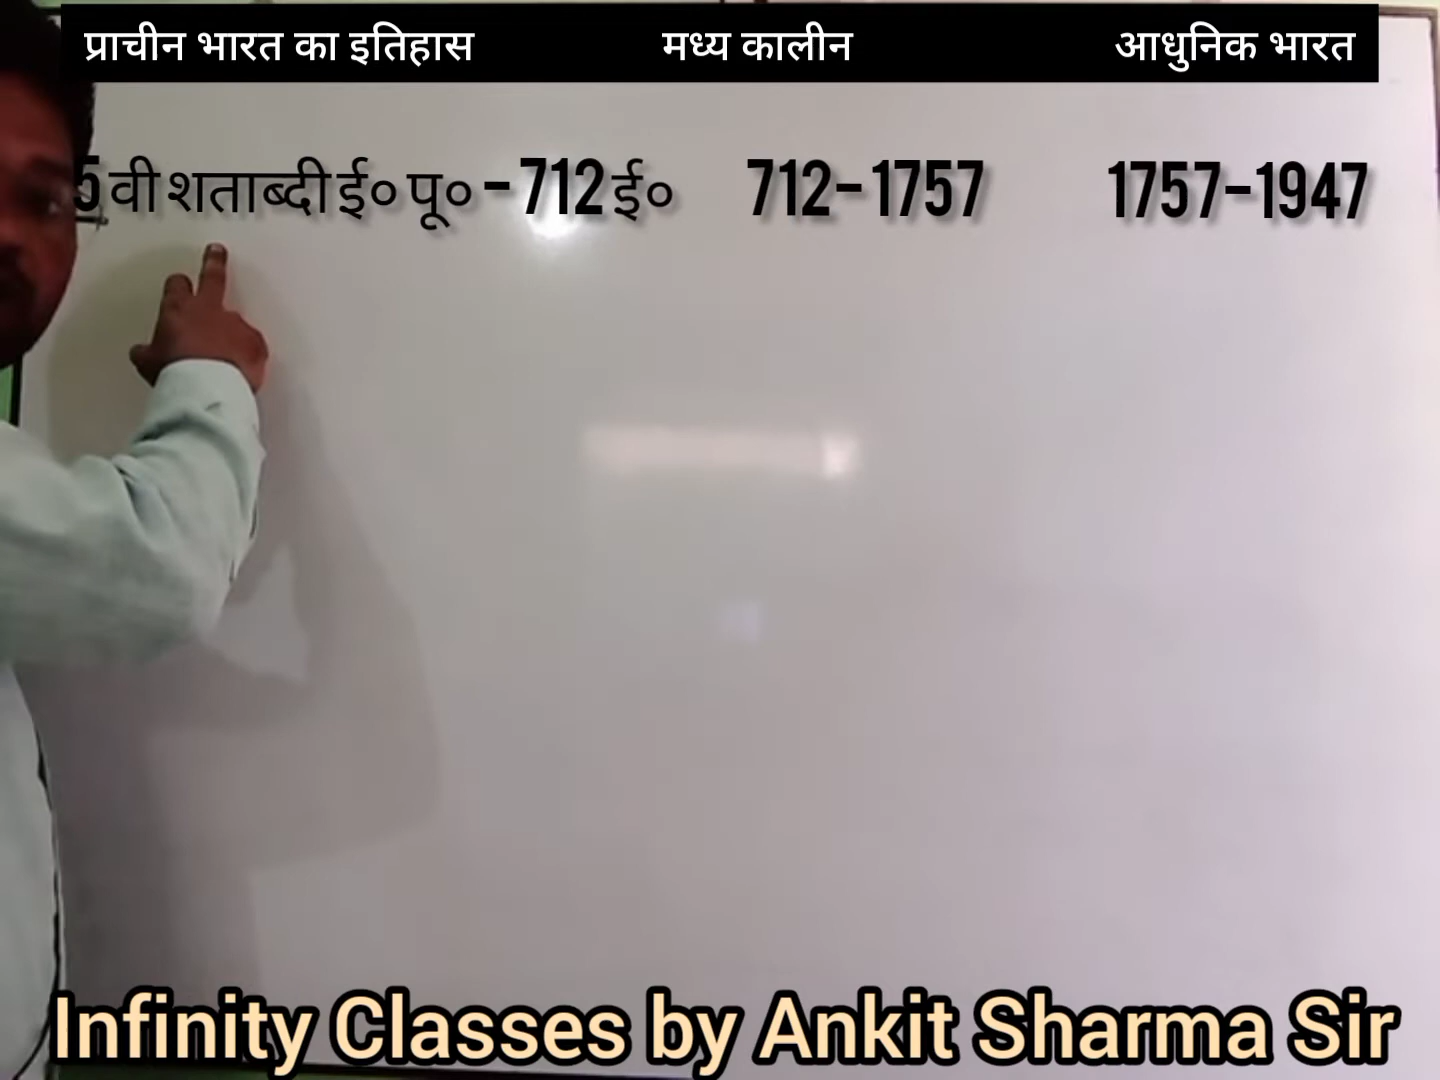 प्राचीन भारत का इतिहास मध्य कालीन आधुनिक भारत
5 वी शताब्दी ई० पू० - 712 ई० 712-1757 1757-1947
Infinity Classes by Ankit Sharma Sir